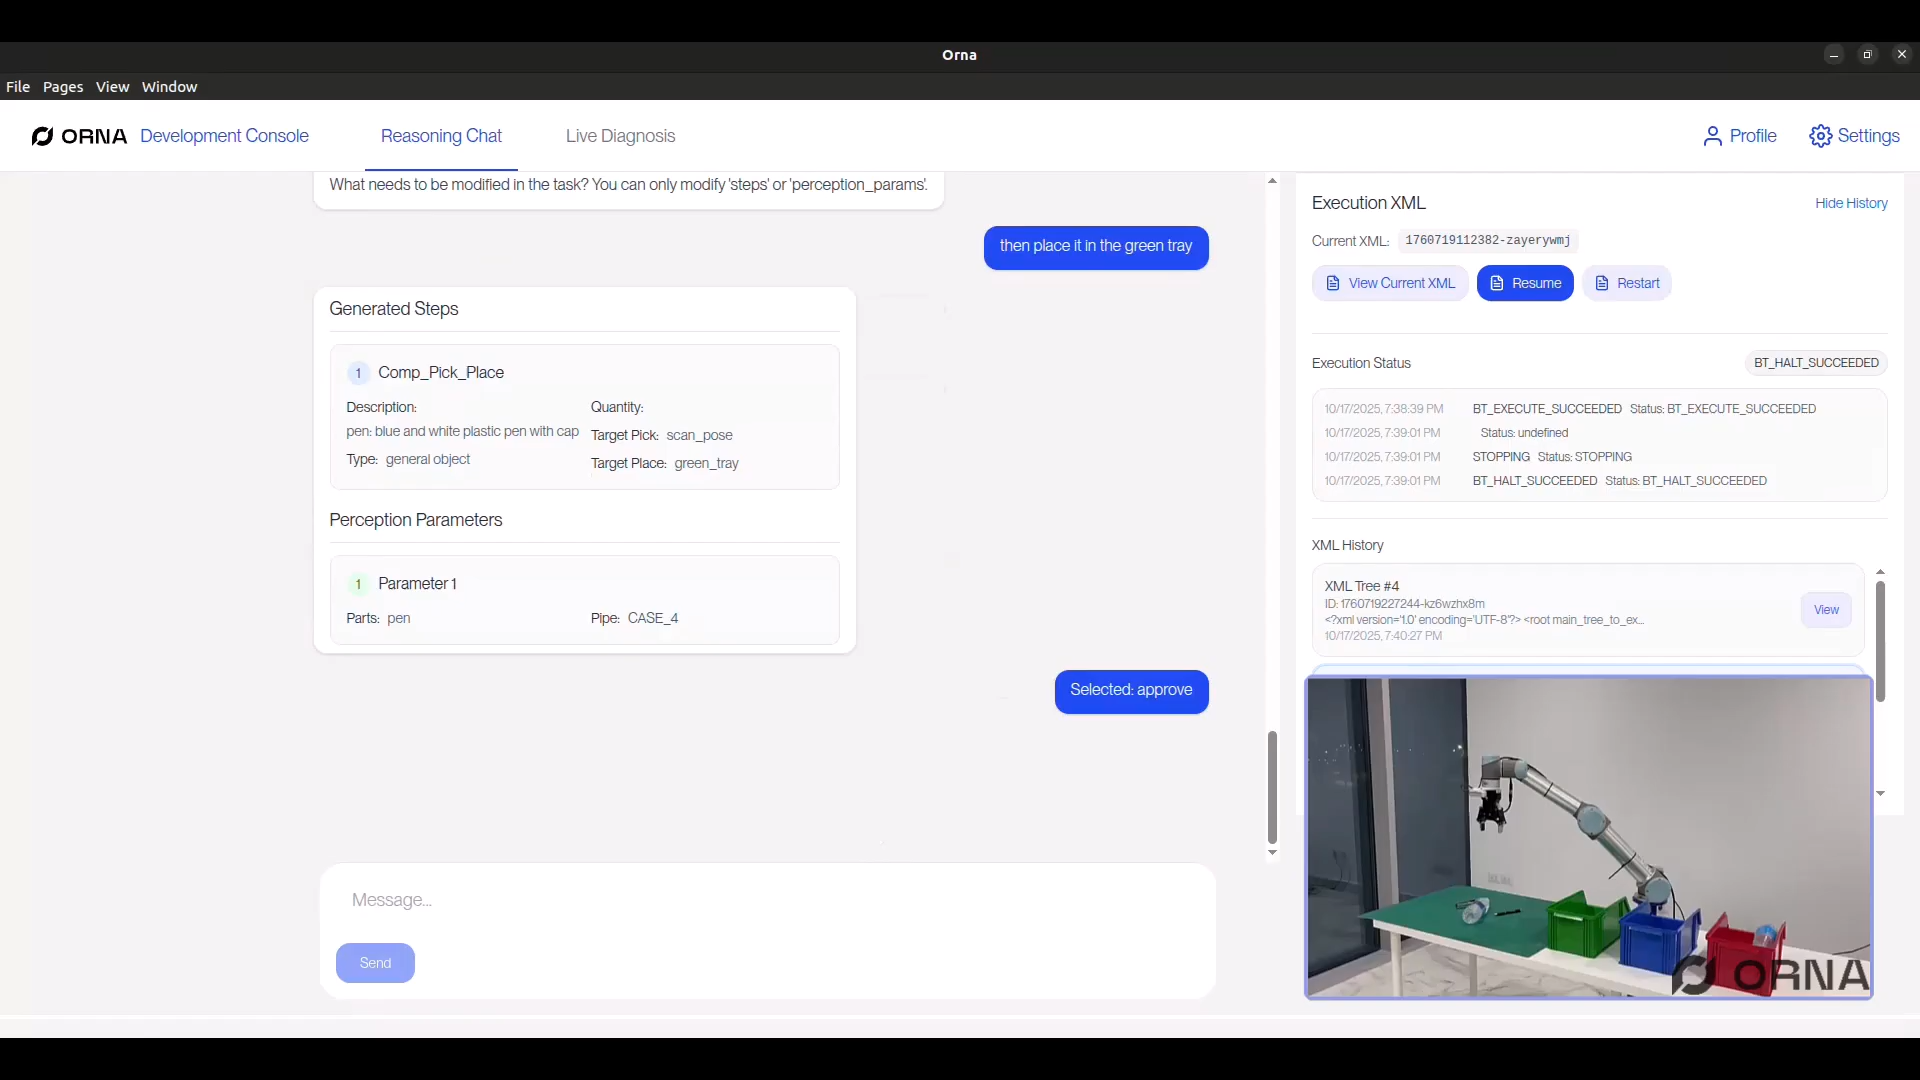 Orna
File Pages View Window
ORNA Development Console Reasoning Chat Live Diagnosis Profile Settings
What needs to be modified in the task? You can only modify 'steps' or 'perception_params'.
then place it in the green tray
Generated Steps
1 Comp_Pick_Place
Description:
pen: blue and white plastic pen with cap
Type: general object
Quantity:
Target Pick: scan_pose
Target Place: green_tray
Perception Parameters
1 Parameter 1
Parts: pen Pipe: CASE_4
Selected: approve
Message...
Send
Execution XML Hide History
Current XML: 1760719112382-zayerywmj
View Current XML Resume Restart
Execution Status BT_HALT_SUCCEEDED
10/17/2025, 7:38:39 PM BT_EXECUTE_SUCCEEDED Status: BT_EXECUTE_SUCCEEDED
10/17/2025, 7:39:01 PM Status: undefined
10/17/2025, 7:39:01 PM STOPPING Status: STOPPING
10/17/2025, 7:39:01 PM BT_HALT_SUCCEEDED Status: BT_HALT_SUCCEEDED
XML History
XML Tree #4
ID: 1760719227244-kz6wzhx8m
<?xml version='1.0' encoding='UTF-8'?> <root main_tree_to_ex...
10/17/2025, 7:40:27 PM
View
ORNA